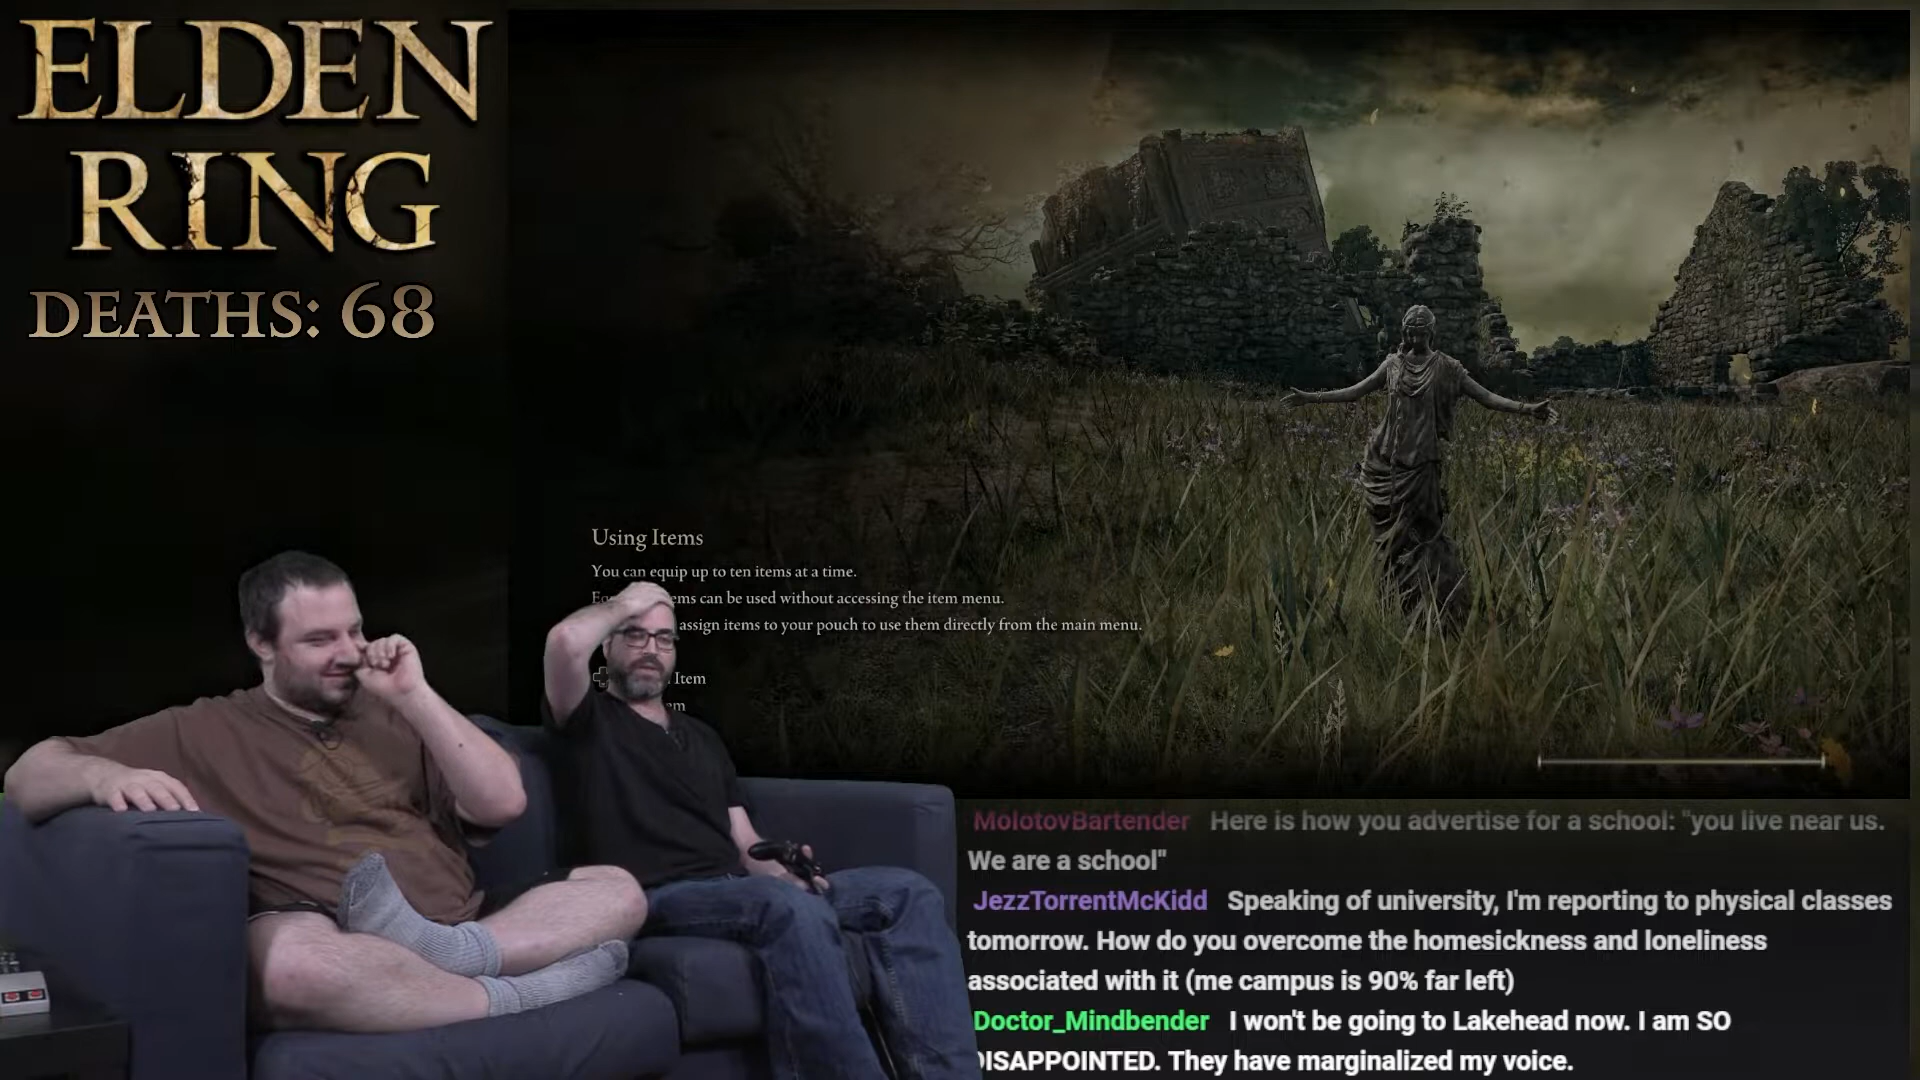 ELDEN
RING
DEATHS: 68
Using Items
You can equip up to ten items at a time.
items can be used without accessing the item menu.
assign items to your pouch to use them directly from the main menu.
Item
MolotovBartender Here is how you advertise for a school: "you live near us.
We are a school"
JezzTorrentMcKidd Speaking of university, I'm reporting to physical classes
tomorrow. How do you overcome the homesickness and loneliness
associated with it (me campus is 90% far left)
Doctor_Mindbender I won't be going to Lakehead now. I am SO
DISAPPOINTED. They have marginalized my voice.